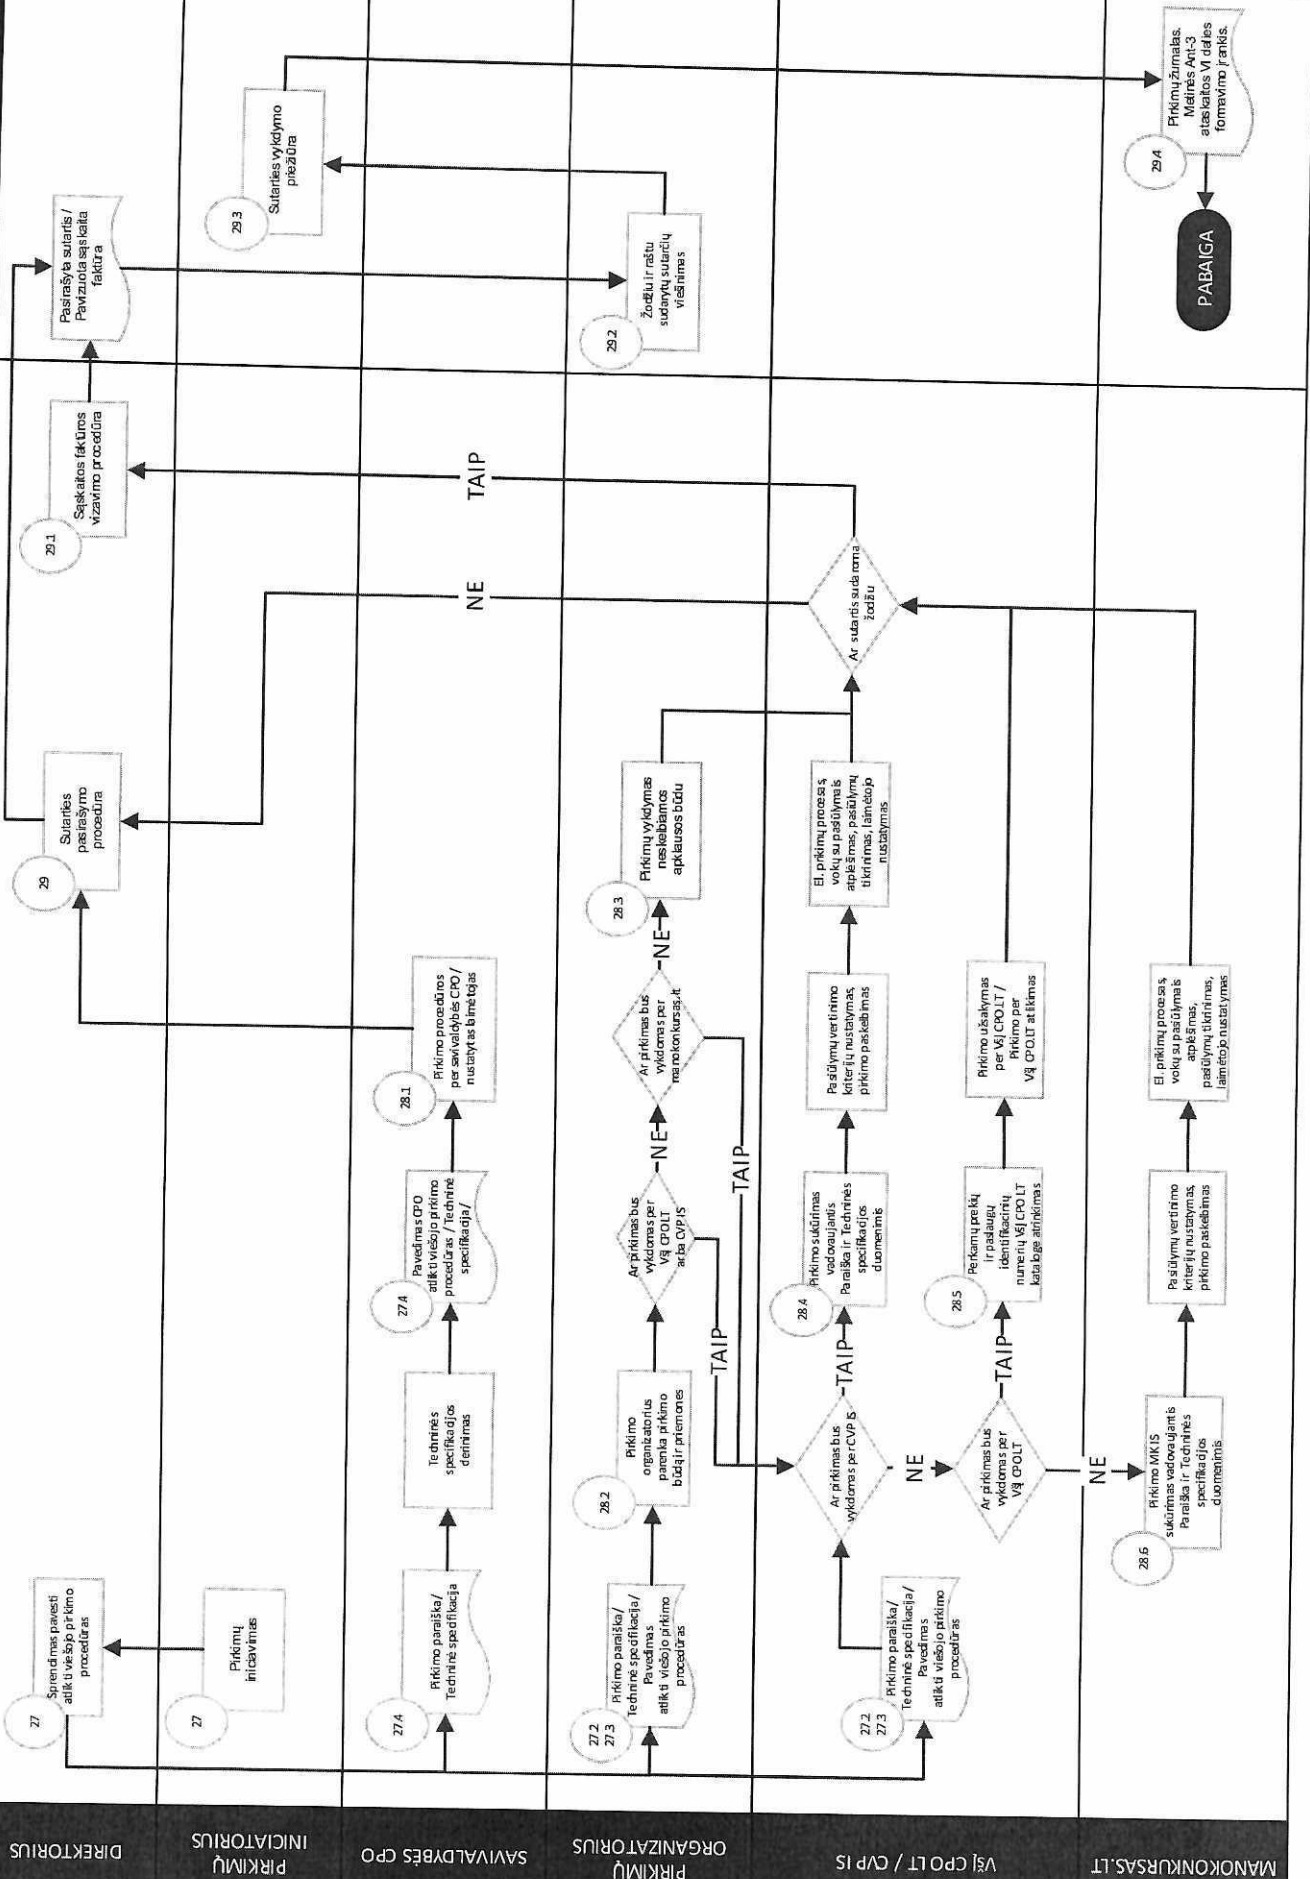 DIREKTORIUS
27
Sprendimas pavesti
atlikti viešojo pirkimo
procedūras
29
Sutarties
pasirašymo
procedūra
29.1
Sąskaitos faktūros
vizavimo procedūra
Pasirašyta sutartis /
Pavizuota sąskaita
faktūra
PIRKIMŲ
INICIATORIUS
27
Pirkimų
iniciavimas
29.3
Sutarties vykdymo
priežiūra
SAVIVALDYBĖS CPO
27.4
Pirkimo paraiška/
Techninė specifikacija
Techninės
specifikacijos
derinimas
27.4
Pavedimas CPO
atlikti viešojo pirkimo
procedūras / Techninė
specifikacija/
28.1
Pirkimo procedūros
per savivaldybės CPO /
nustatytas laimėtojas
NE
TAIP
PIRKIMŲ
ORGANIZATORIUS
27.2
27.3
Pirkimo paraiška/
Techninė specifikacija/
Pavedimas
atlikti viešojo pirkimo
procedūras
28.2
Pirkimo
organizatorius
parenka pirkimo
būdą ir priemones
Ar pirkimas bus
vykdomas per
VšĮ CPOLT
arba CVP.IS
NE
TAIP
Ar pirkimas bus
vykdomas per
manokonkursas.lt
NE
TAIP
28.3
Pirkimų vykdymas
neskelbiamos
apklausos būdu
29.2
Žodžiu ir raštu
sudarytų sutarčių
viešinimas
VšĮ CPO LT / CVP IS
27.2
27.3
Pirkimo paraiška/
Techninė specifikacija/
Pavedimas
atlikti viešojo pirkimo
procedūras
Ar pirkimas bus
vykdomas per CVP IS
TAIP
NE
28.4
Pirkimo sukūrimas
vadovaujantis
Paraiška ir Techninės
specifikacijos
duomenimis
Pasiūlymų vertinimo
kriterijų nustatymas,
pirkimo paskelbimas
El. prikimų procesas,
vokų su pasiūlymais
atplėšimas, pasiūlymų
tikrinimas, laimėtojo
nustatymas
Ar sutartis sudaroma
žodžiu
Ar pirkimas bus
vykdomas per
VšĮ CPOLT
TAIP
NE
28.5
Perkamų prekių
ir paslaugų
identifikacinių
numerių VšĮ CPO LT
kataloge atrinkimas
Pirkimo užsakymas
per VšĮ CPO.LT /
Pirkimo per
VšĮ CPO.LT atlikimas
MANOKONKURSAS.LT
28.6
Pirkimo MK IS
sukūrimas vadovaujantis
Paraiška ir Techninės
specifikacijos
duomenimis
Pasiūlymų vertinimo
kriterijų nustatymas,
pirkimo paskelbimas
El. prikimų procesas,
vokų su pasiūlymais
atplėšimas,
pasiūlymų tikrinimas,
laimėtojo nustatymas
29.4
Pirkimų žurnalas.
Metinės Ant-3
ataskaitos VI dalies
formavimo įrankis.
PABAIGA